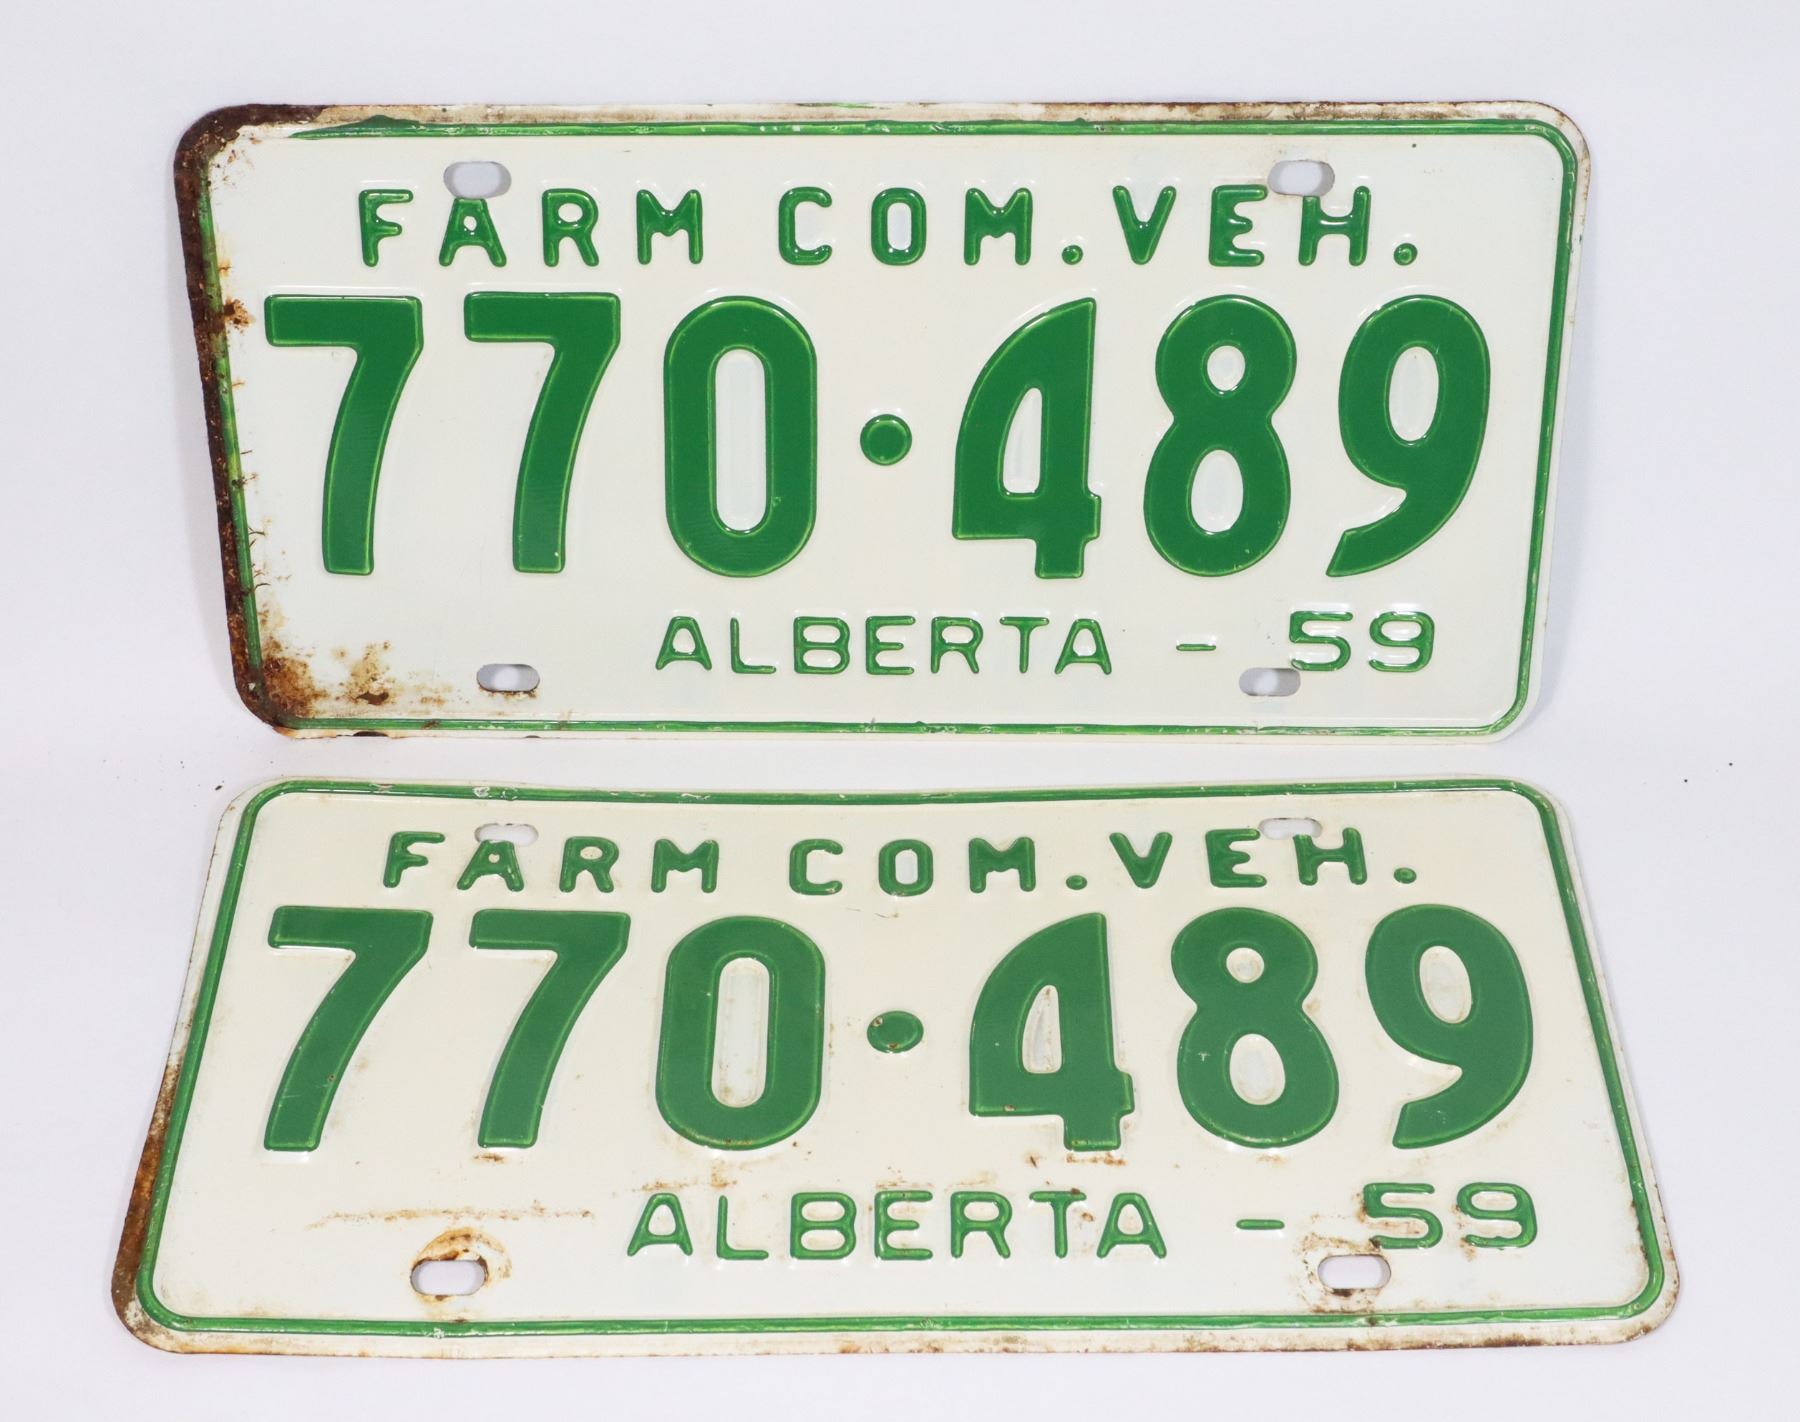 FARM COM. VEH.
770·489
ALBERTA - 59
FARM COM. VEH.
770·489
ALBERTA - 59